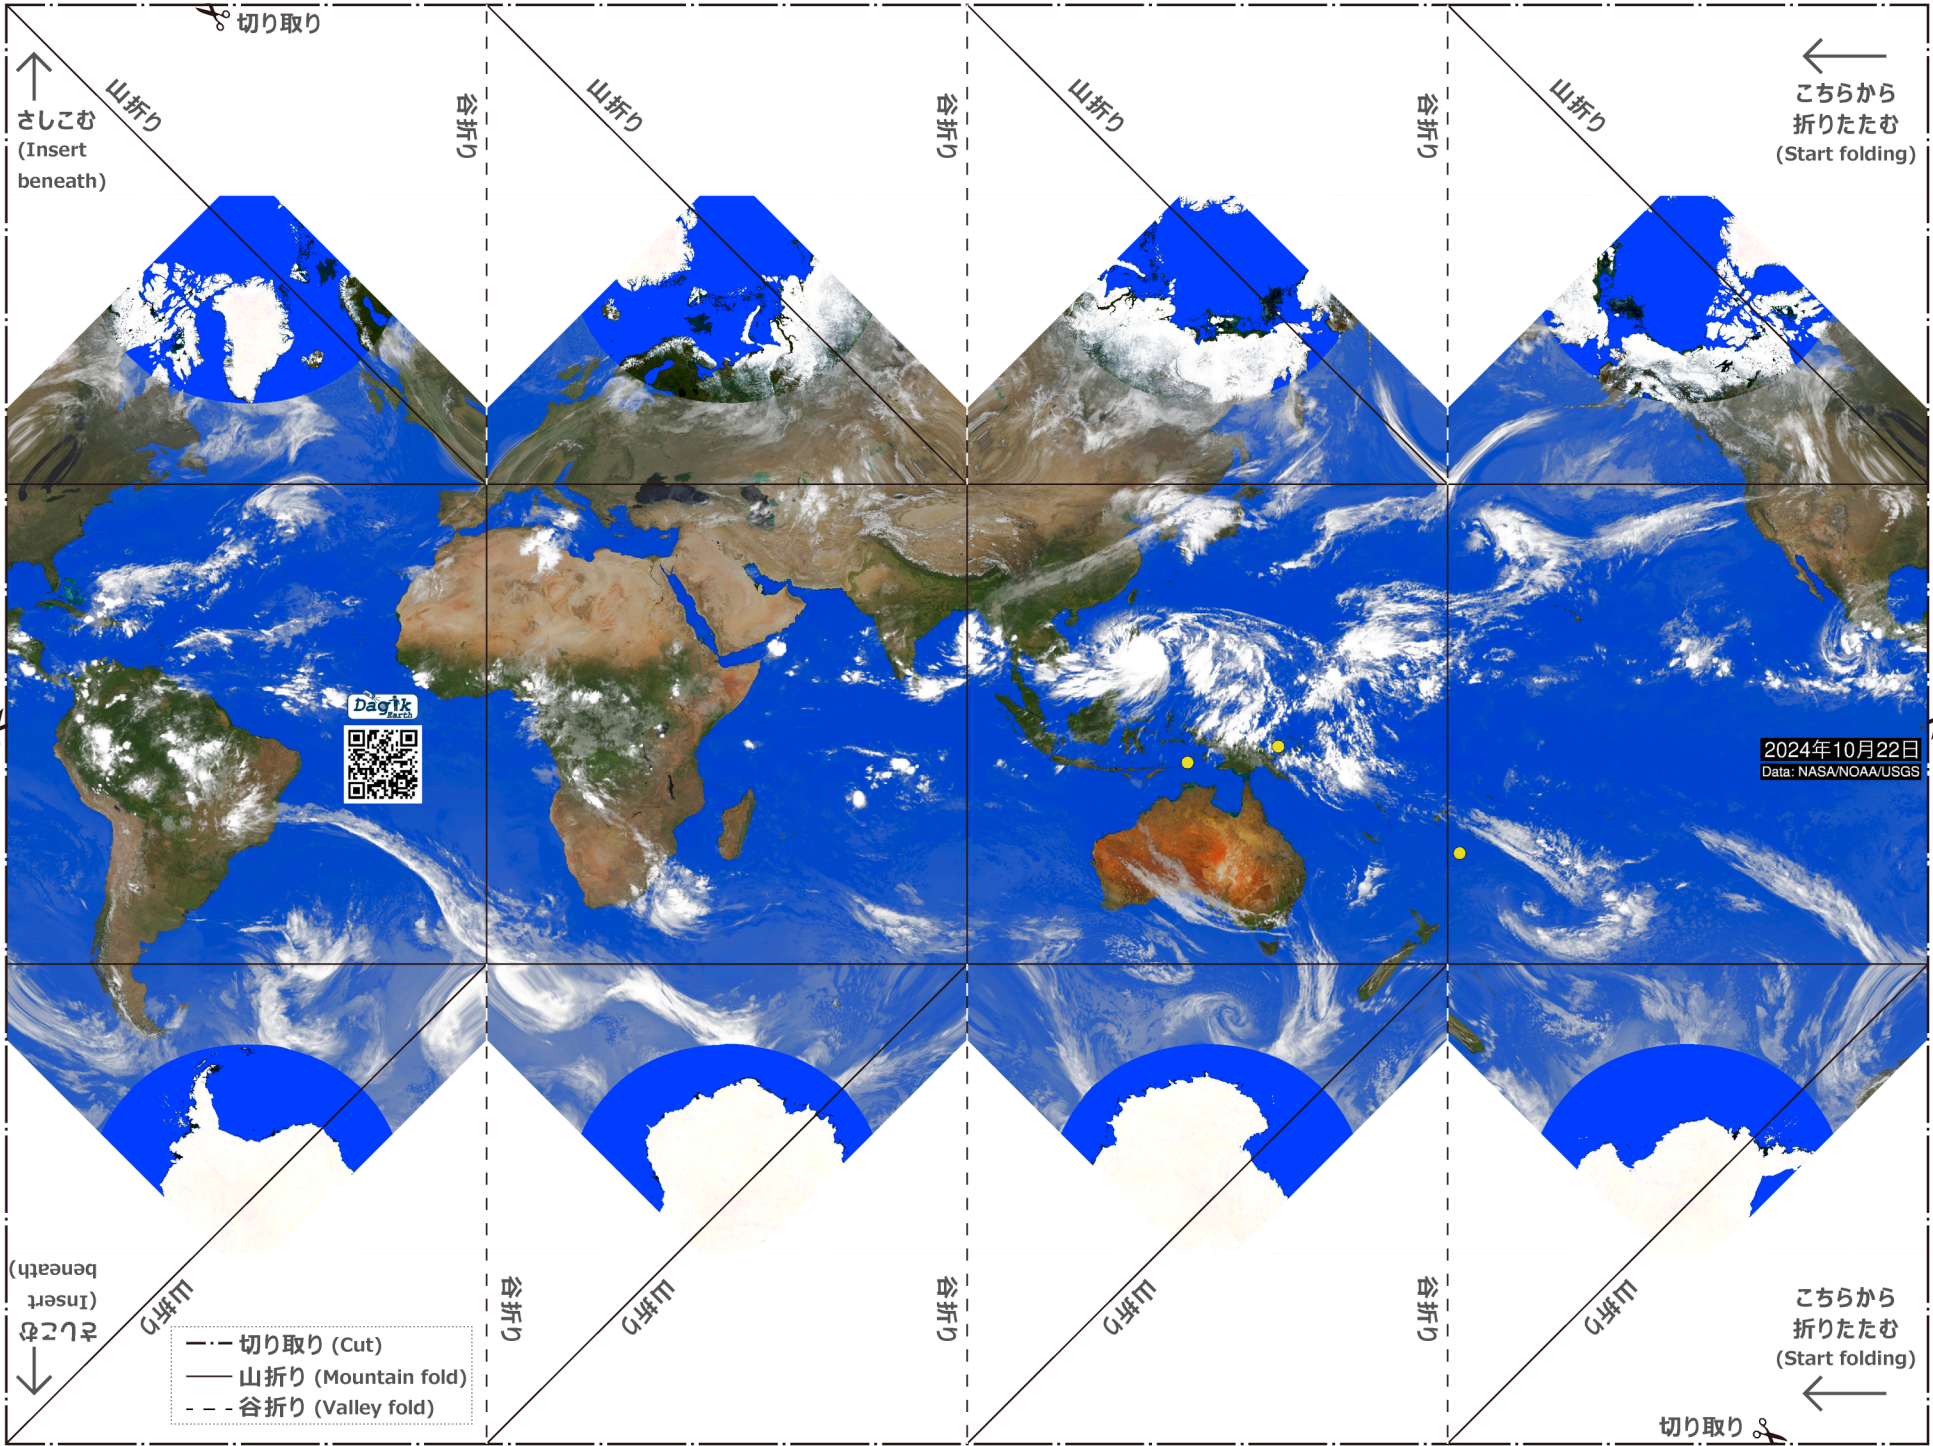 切り取り
山折り
谷折り
山折り
谷折り
山折り
谷折り
山折り
さしこむ
(Insert
beneath)
こちらから
折りたたむ
(Start folding)
Dagik
Earth
2024年10月22日
Data: NASA/NOAA/USGS
さしこむ
(Insert
beneath)
山折り
谷折り
山折り
谷折り
山折り
谷折り
山折り
こちらから
折りたたむ
(Start folding)
切り取り (Cut)
山折り (Mountain fold)
谷折り (Valley fold)
切り取り